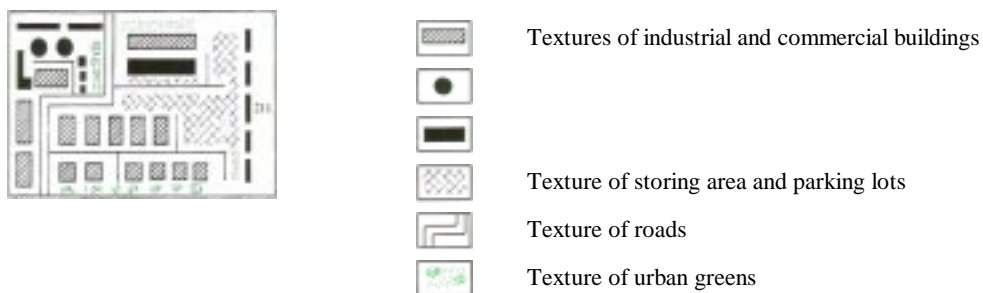 Textures of industrial and commercial buildings
Texture of storing area and parking lots
Texture of roads
Texture of urban greens